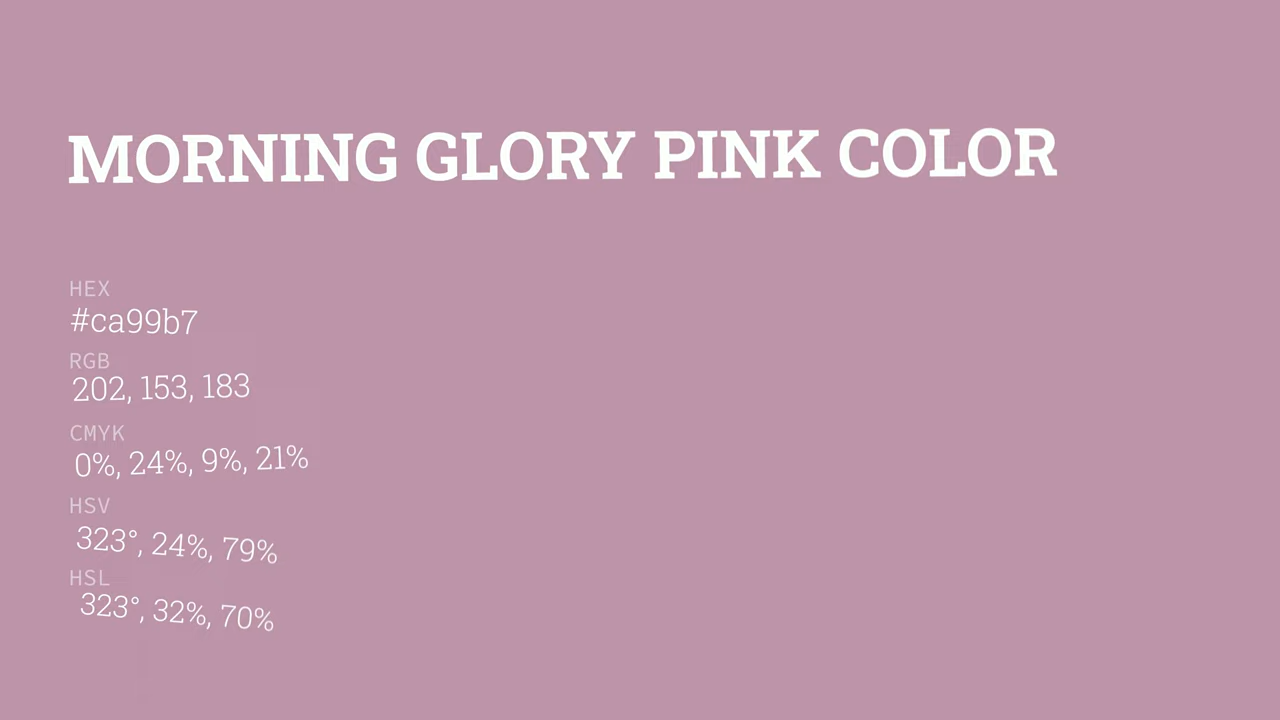 MORNING GLORY PINK COLOR
HEX
#ca99b7
RGB
202, 153, 183
CMYK
0%, 24%, 9%, 21%
HSV
323°, 24%, 79%
HSL
323°, 32%, 70%